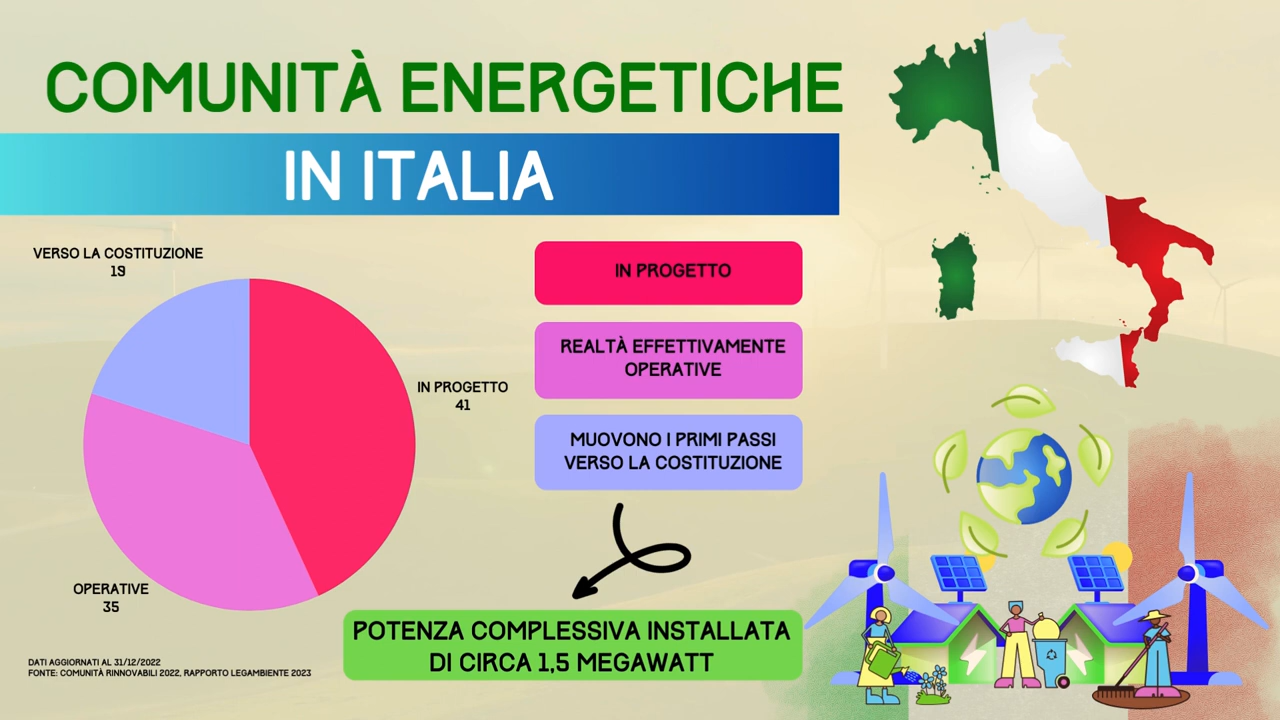 COMUNITÀ ENERGETICHE
IN ITALIA
VERSO LA COSTITUZIONE
19
IN PROGETTO
41
OPERATIVE
35
IN PROGETTO
REALTÀ EFFETTIVAMENTE
OPERATIVE
MUOVONO I PRIMI PASSI
VERSO LA COSTITUZIONE
POTENZA COMPLESSIVA INSTALLATA
DI CIRCA 1,5 MEGAWATT
DATI AGGIORNATI AL 31/12/2022
FONTE: COMUNITÀ RINNOVABILI 2022, RAPPORTO LEGAMBIENTE 2023